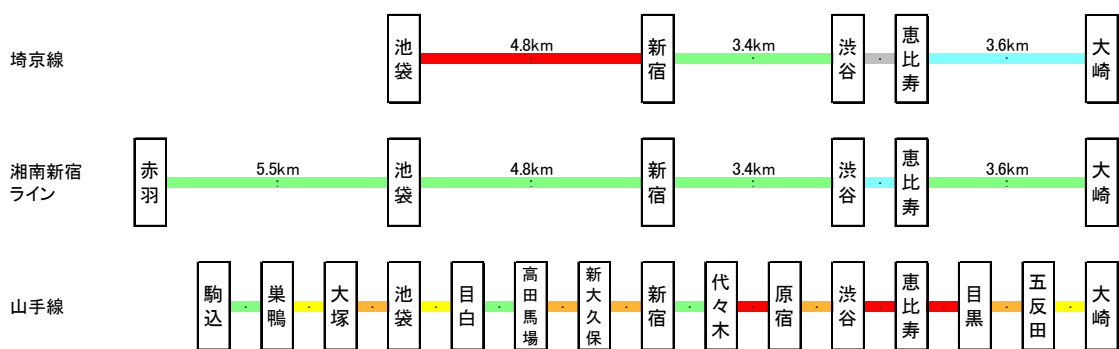 埼京線
池袋
4.8km
新宿
3.4km
渋谷
恵比寿
3.6km
大崎
湘南新宿
ライン
赤羽
5.5km
池袋
4.8km
新宿
3.4km
渋谷
恵比寿
3.6km
大崎
山手線
駒込
巣鴨
大塚
池袋
目白
高田馬場
新大久保
新宿
代々木
原宿
渋谷
恵比寿
目黒
五反田
大崎